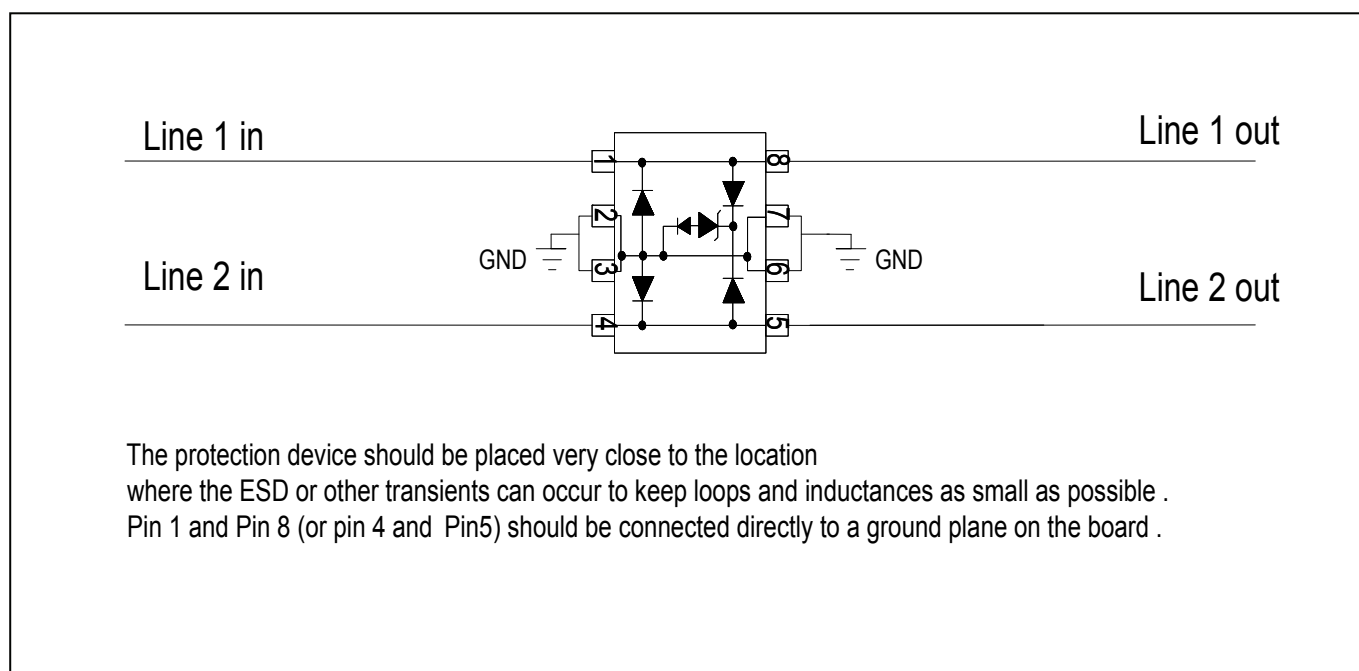 Line 1 in
Line 1 out
1
8
2
7
GND
GND
3
6
Line 2 in
Line 2 out
4
5
The protection device should be placed very close to the location
where the ESD or other transients can occur to keep loops and inductances as small as possible .
Pin 1 and Pin 8 (or pin 4 and Pin5) should be connected directly to a ground plane on the board .